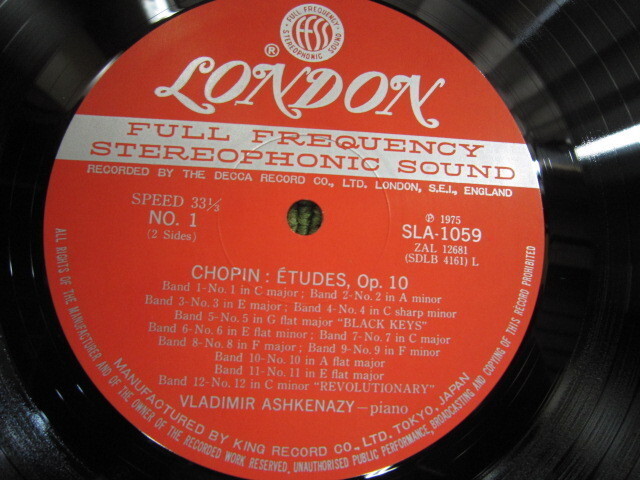 FULL FREQUENCY
ffss
STEREOPHONIC SOUND
®
LONDON
FULL FREQUENCY
STEREOPHONIC SOUND
RECORDED BY THE DECCA RECORD CO., LTD. LONDON, S.E.I., ENGLAND
SPEED 33⅓
NO. 1
(2 Sides)
℗ 1975
SLA-1059
ZAL 12681
(SDLB 4161) L
CHOPIN : ÉTUDES, Op. 10
Band 1-No. 1 in C major ; Band 2-No. 2 in A minor
Band 3-No. 3 in E major ; Band 4-No. 4 in C sharp minor
Band 5-No. 5 in G flat major "BLACK KEYS"
Band 6-No. 6 in E flat minor ; Band 7-No. 7 in C major
Band 8-No. 8 in F major ; Band 9-No. 9 in F minor
Band 10-No. 10 in A flat major
Band 11-No. 11 in E flat major
Band 12-No. 12 in C minor "REVOLUTIONARY"
VLADIMIR ASHKENAZY—piano
MANUFACTURED BY KING RECORD CO., LTD. TOKYO, JAPAN
ALL RIGHTS OF THE MANUFACTURER AND OF THE OWNER OF THE RECORDED WORK RESERVED, UNAUTHORISED PUBLIC PERFORMANCE, BROADCASTING AND COPYING OF THIS RECORD PROHIBITED